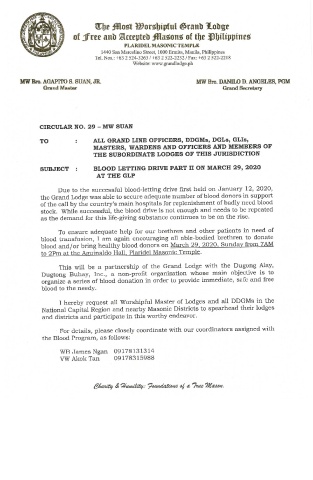 The Most Worshipful Grand Lodge
of Free and Accepted Masons of the Philippines
PLARIDEL MASONIC TEMPLE
1440 San Marcelino Street, 1000 Ermita, Manila, Philippines
Tel. Nos.: +63 2 524-5262 / +63 2 522-2252 / Fax +63 2 522-2258
Website: www.grandlodge.ph
MW Bro. AGAPITO S. SUAN, JR.
Grand Master
MW Bro. DANILO D. ANGELES, PGM
Grand Secretary
CIRCULAR NO. 29 – MW SUAN
TO : ALL GRAND LINE OFFICERS, DDGMs, DGLs, GLIs,
MASTERS, WARDENS AND OFFICERS AND MEMBERS OF
THE SUBORDINATE LODGES OF THIS JURISDICTION
SUBJECT : BLOOD LETTING DRIVE PART II ON MARCH 29, 2020
AT THE GLP
Due to the successful blood-letting drive first held on January 12, 2020,
the Grand Lodge was able to secure adequate number of blood donors in support
of the call by the country's main hospitals for replenishment of badly need blood
stock. While successful, the blood drive is not enough and needs to be repeated
as the demand for this life-giving substance continues to be on the rise.
To ensure adequate help for our brethren and other patients in need of
blood transfusion, I am again encouraging all able-bodied brethren to donate
blood and/or bring healthy blood donors on March 29, 2020, Sunday from 7AM
to 2Pm at the Aguinaldo Hall, Plaridel Masonic Temple.
This will be a partnership of the Grand Lodge with the Dugong Alay,
Dugtong Buhay, Inc., a non-profit organization whose main objective is to
organize a series of blood donation in order to provide immediate, safe and free
blood to the needy.
I hereby request all Worshipful Master of Lodges and all DDGMs in the
National Capital Region and nearby Masonic Districts to spearhead their lodges
and districts and participate in this worthy endeavor.
For details, please closely coordinate with our coordinators assigned with
the Blood Program, as follows:
WBr James Ngan 09178131314
VW Alok Tan 09178315988
Charity & Humility: Foundations of a True Mason.